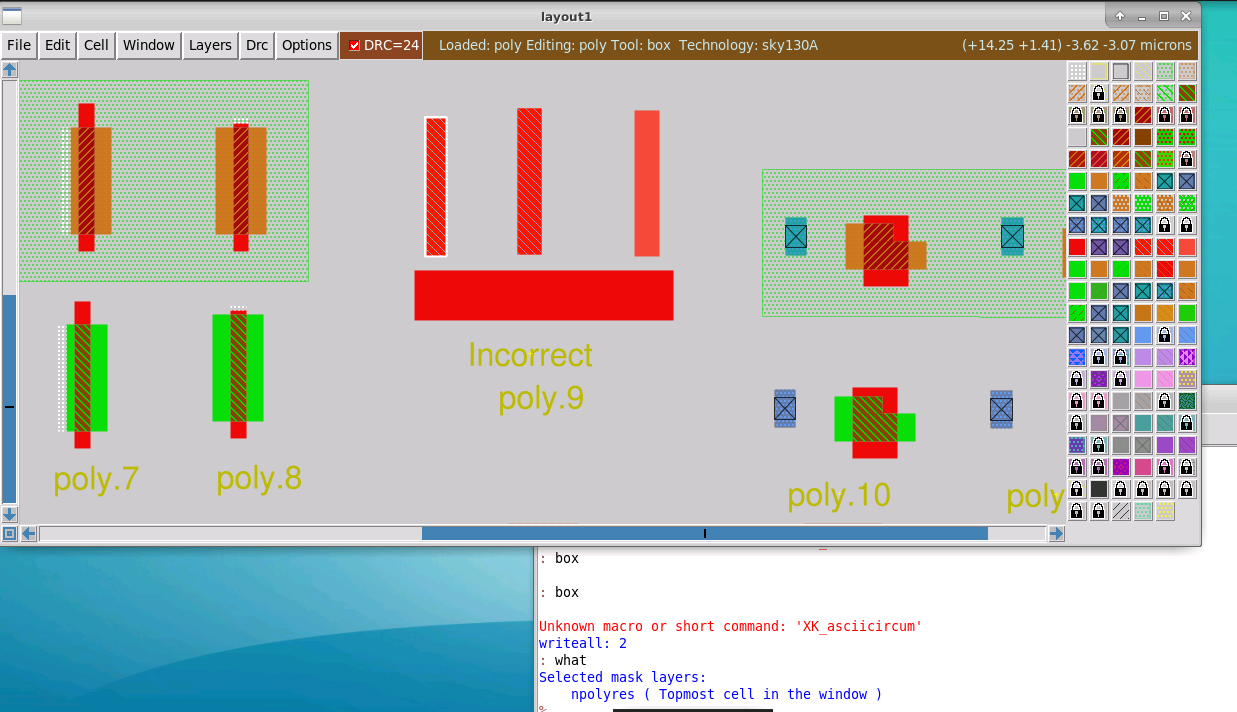 layout1
File Edit Cell Window Layers Drc Options DRC=24 Loaded: poly Editing: poly Tool: box Technology: sky130A (+14.25 +1.41) -3.62 -3.07 microns
Incorrect
poly.9
poly.7 poly.8
poly.10 poly
: box
: box
Unknown macro or short command: 'XK_asciicircum'
writeall: 2
: what
Selected mask layers:
npolyres ( Topmost cell in the window )
%